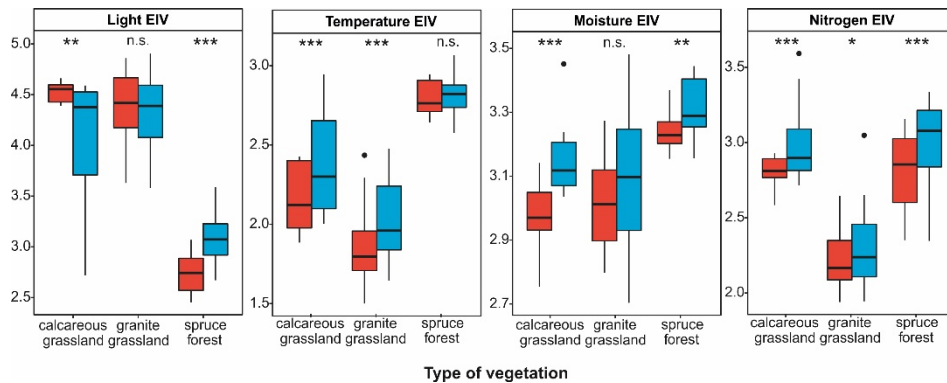 Light EIV
** n.s. ***
5.0
4.5
4.0
3.5
3.0
2.5
calcareous grassland
granite grassland
spruce forest
Temperature EIV
*** *** n.s.
3.0
2.5
2.0
1.5
calcareous grassland
granite grassland
spruce forest
Moisture EIV
*** n.s. **
3.5
3.3
3.1
2.9
2.7
calcareous grassland
granite grassland
spruce forest
Nitrogen EIV
*** * ***
3.5
3.0
2.5
2.0
calcareous grassland
granite grassland
spruce forest
Type of vegetation